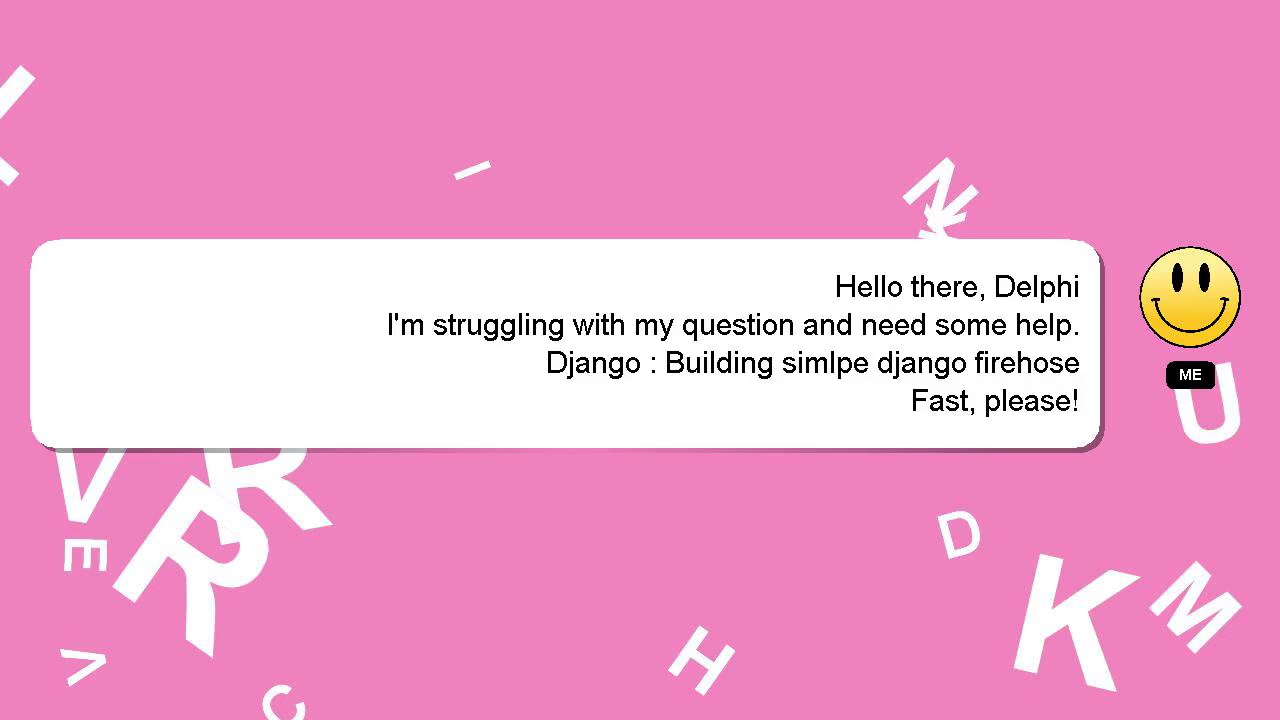 Hello there, Delphi
I'm struggling with my question and need some help.
Django : Building simlpe django firehose
Fast, please!
ME
I
N
K
U
V
R
R
E
D
K
M
V
H
C